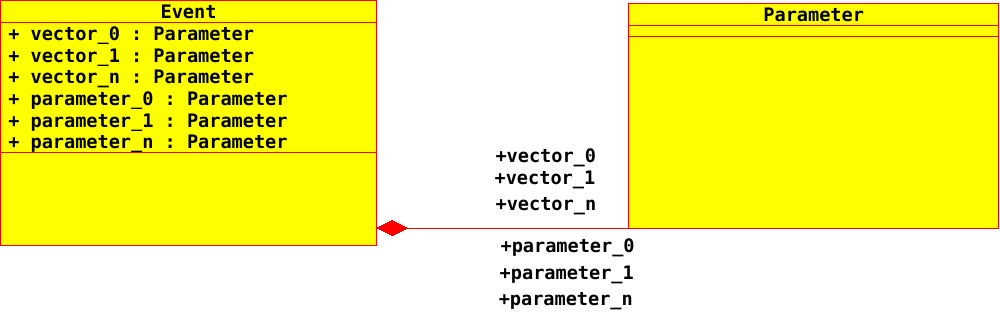 Event
+ vector_0 : Parameter
+ vector_1 : Parameter
+ vector_n : Parameter
+ parameter_0 : Parameter
+ parameter_1 : Parameter
+ parameter_n : Parameter
Parameter
+vector_0
+vector_1
+vector_n
+parameter_0
+parameter_1
+parameter_n